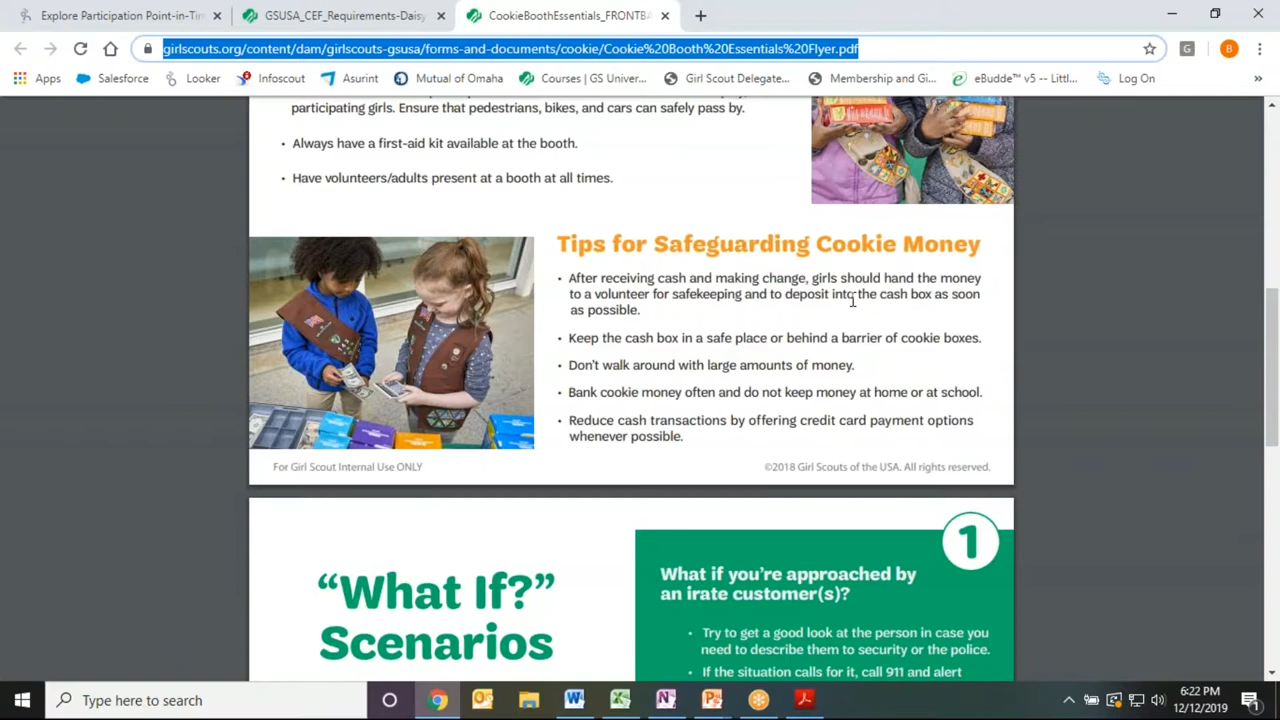 Explore Participation Point-in-Tim
GSUSA_CEF_Requirements-Daisy
CookieBoothEssentials_FRONTBA
girlscouts.org/content/dam/girlscouts-gsusa/forms-and-documents/cookie/Cookie%20Booth%20Essentials%20Flyer.pdf
G
B
Apps
Salesforce
Looker
Infoscout
Asurint
Mutual of Omaha
Courses | GS Univer...
Girl Scout Delegate...
Membership and Gi...
eBudde™ v5 -- Littl...
Log On
»
participating girls. Ensure that pedestrians, bikes, and cars can safely pass by.
• Always have a first-aid kit available at the booth.
• Have volunteers/adults present at a booth at all times.
Tips for Safeguarding Cookie Money
• After receiving cash and making change, girls should hand the money
to a volunteer for safekeeping and to deposit into the cash box as soon
as possible.
• Keep the cash box in a safe place or behind a barrier of cookie boxes.
• Don't walk around with large amounts of money.
• Bank cookie money often and do not keep money at home or at school.
• Reduce cash transactions by offering credit card payment options
whenever possible.
For Girl Scout Internal Use ONLY
©2018 Girl Scouts of the USA. All rights reserved.
"What If?"
Scenarios
1
What if you're approached by
an irate customer(s)?
• Try to get a good look at the person in case you
need to describe them to security or the police.
• If the situation calls for it, call 911 and alert
Type here to search
6:22 PM
12/12/2019